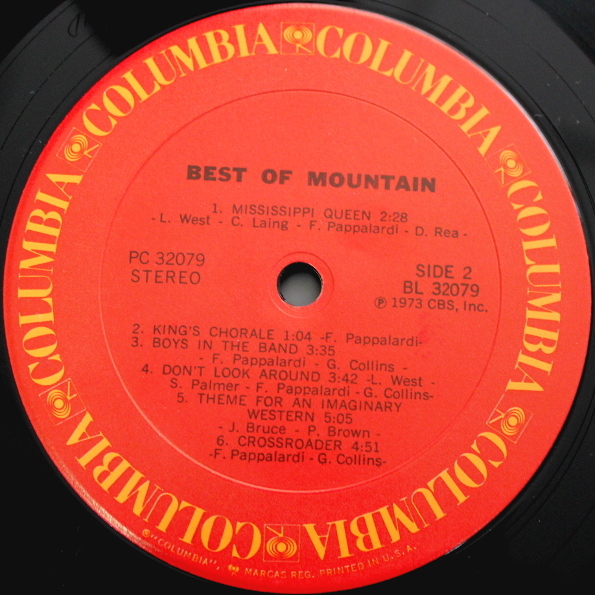 COLUMBIA COLUMBIA COLUMBIA COLUMBIA COLUMBIA COLUMBIA
BEST OF MOUNTAIN
1. MISSISSIPPI QUEEN 2:28
-L. West - C. Laing - F. Pappalardi - D. Rea-
PC 32079
STEREO
SIDE 2
BL 32079
Ⓟ 1973 CBS, Inc.
2. KING'S CHORALE 1:04 -F. Pappalardi-
3. BOYS IN THE BAND 3:35
- F. Pappalardi - G. Collins -
4. DON'T LOOK AROUND 3:42 -L. West -
S. Palmer - F. Pappalardi - G. Collins-
5. THEME FOR AN IMAGINARY
WESTERN 5:05
- J. Bruce - P. Brown -
6. CROSSROADER 4:51
-F. Pappalardi - G. Collins-
®"COLUMBIA", MARCAS REG. PRINTED IN U.S.A.